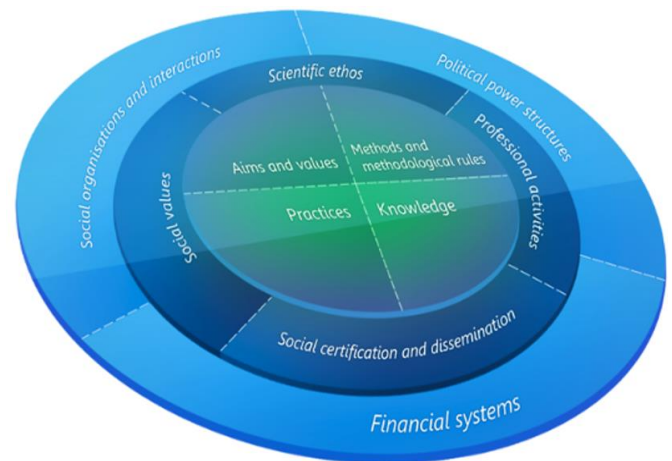 Social organisations and interactions
Political power structures
Scientific ethos
Professional activities
Social values
Aims and values
Methods and
methodological rules
Practices
Knowledge
Social certification and dissemination
Financial systems